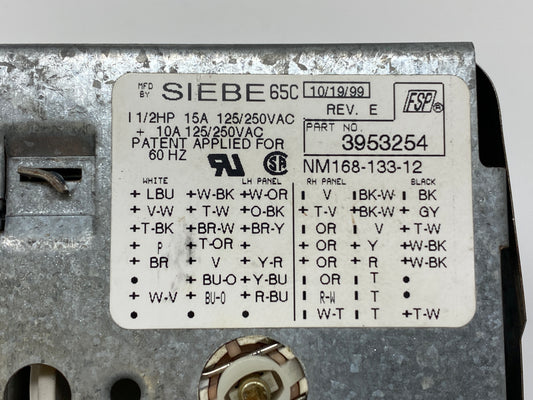 MFD BY SIEBE 65C 10/19/99 FSP
REV. E
1 1/2HP 15A 125/250VAC
+ 10A 125/250VAC
PATENT APPLIED FOR
60 HZ
PART NO.
3953254
NM168-133-12
WHITE LH PANEL RH PANEL BLACK
+ LBU + W-BK + W-OR I V I BK-W I BK
+ V-W + T-W + O-BK + T-V + BK-W + GY
+ T-BK + BR-W + BR-Y I OR I V + T-W
+ P + T-OR • I OR I Y + W-BK
+ BR + V + Y-R I OR + R + W-BK
• + BU-O + Y-BU I OR I T •
+ W+V + BU-O + R-BU I R-W I T •
• • • I W-T I T + T-W